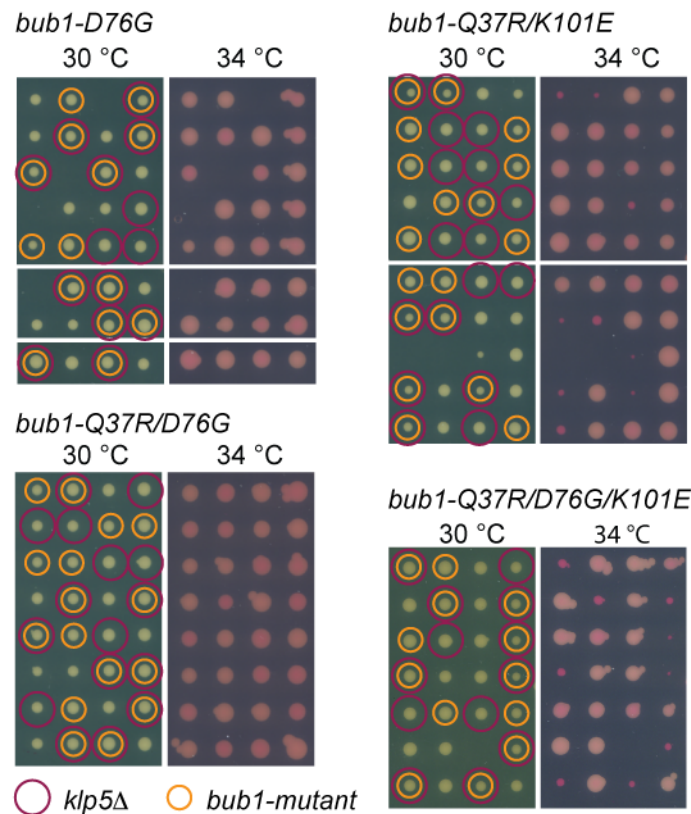 bub1-D76G
30 °C 34 °C
bub1-Q37R/D76G
30 °C 34 °C
bub1-Q37R/K101E
30 °C 34 °C
bub1-Q37R/D76G/K101E
30 °C 34 °C
klp5Δ bub1-mutant